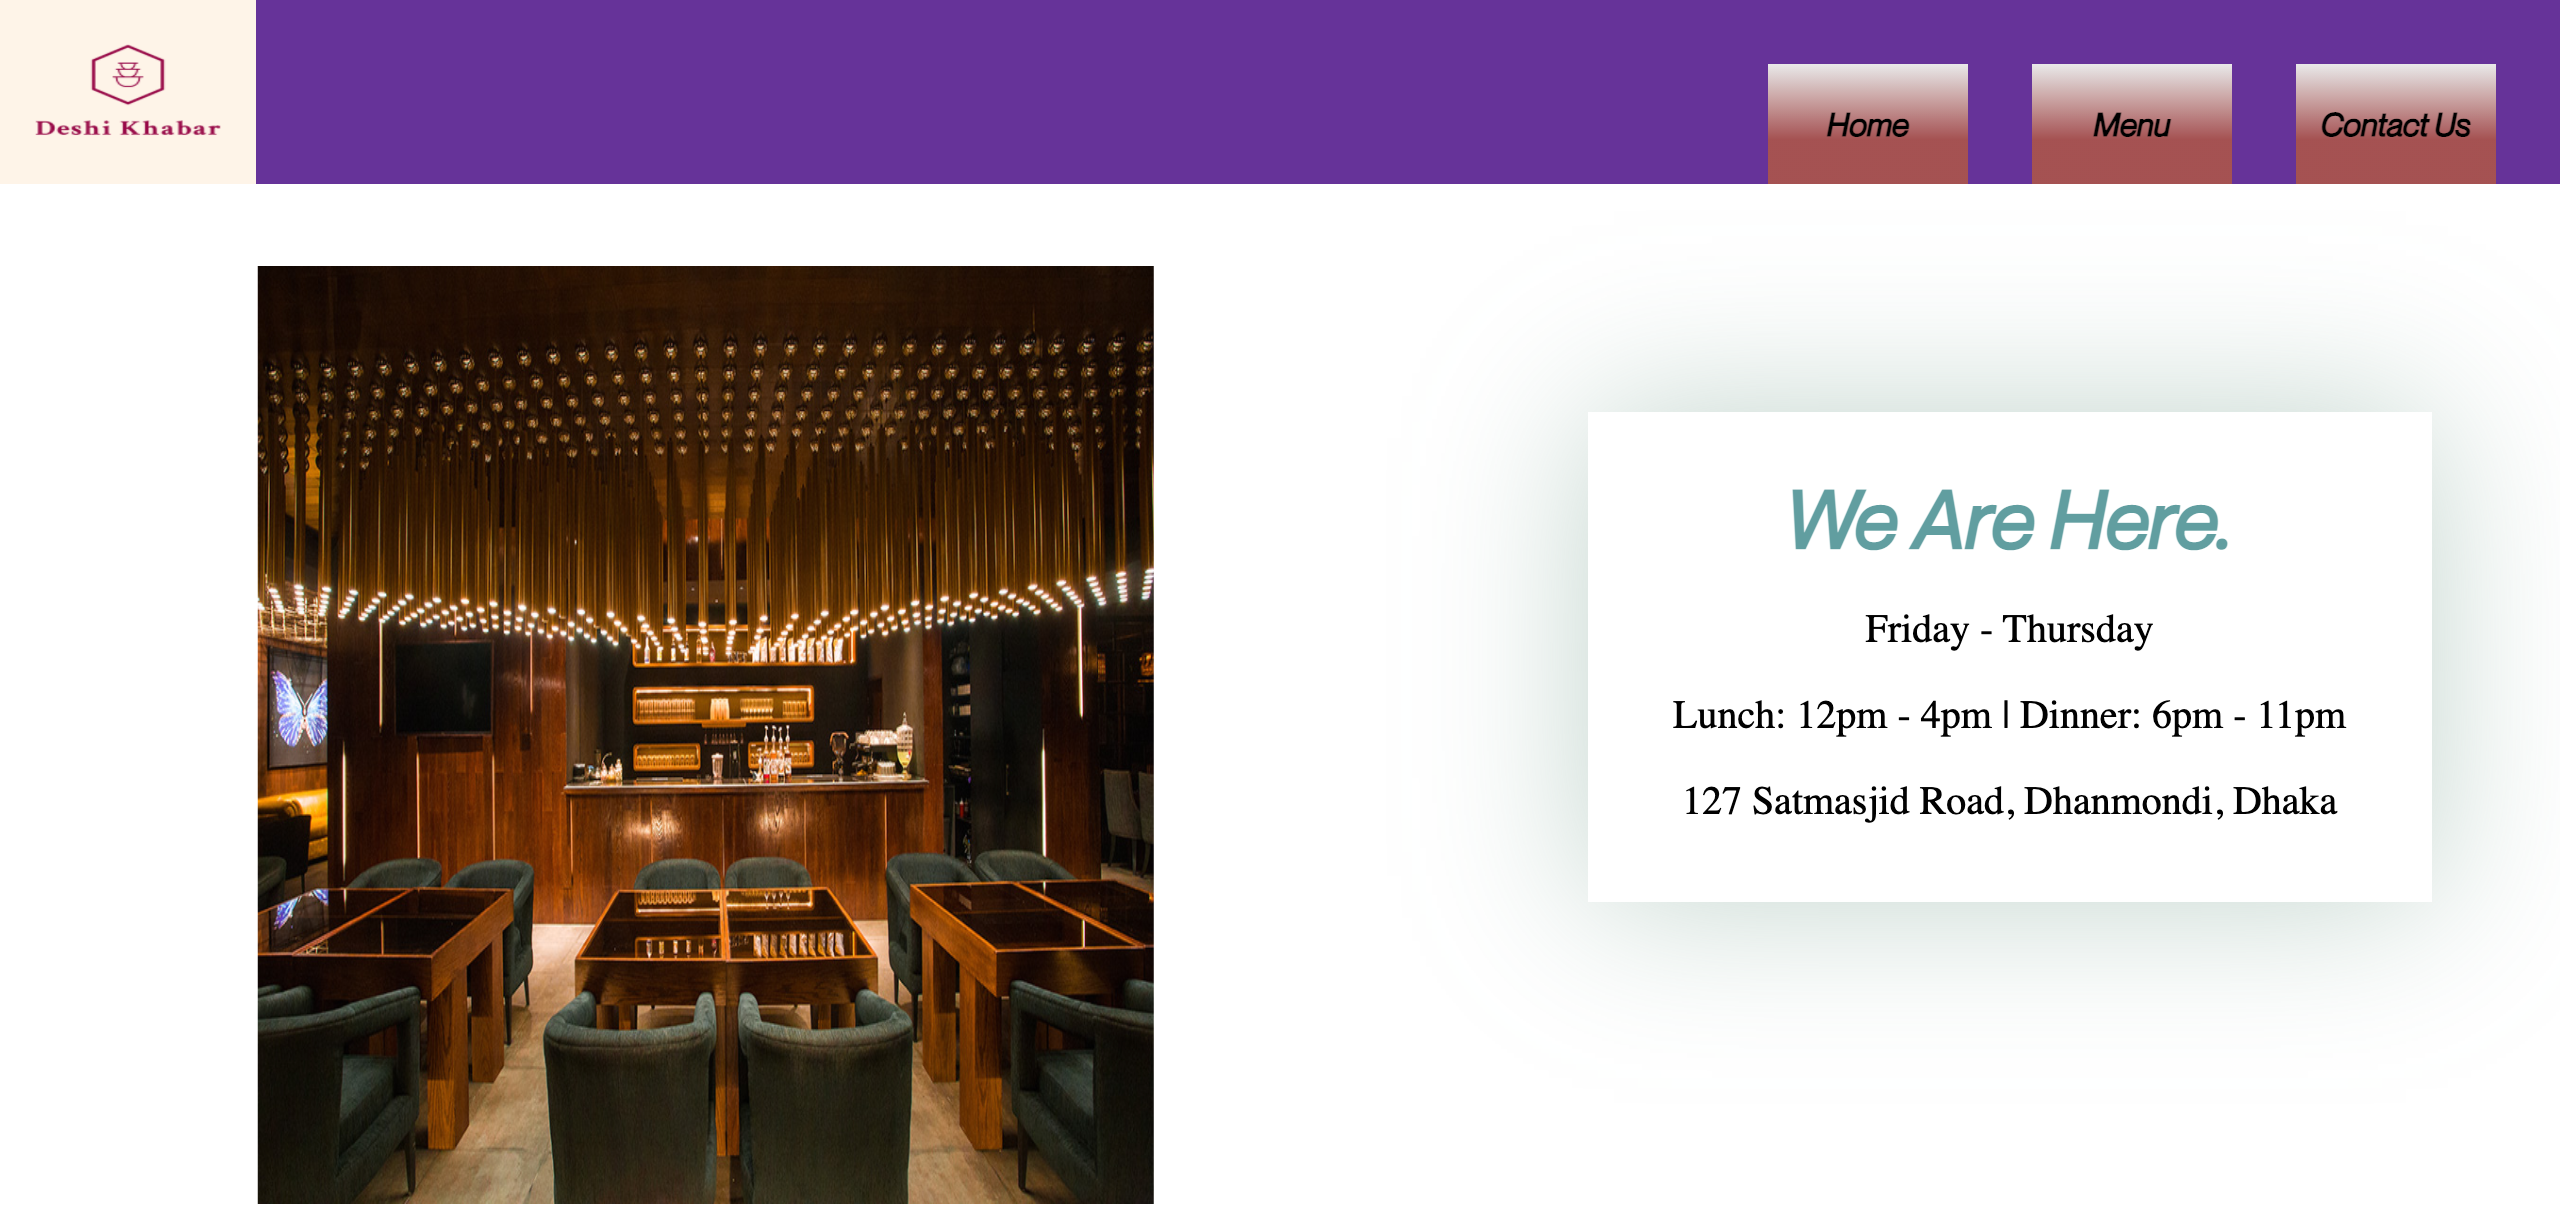 Deshi Khabar
Home
Menu
Contact Us
We Are Here.
Friday - Thursday
Lunch: 12pm - 4pm | Dinner: 6pm - 11pm
127 Satmasjid Road, Dhanmondi, Dhaka